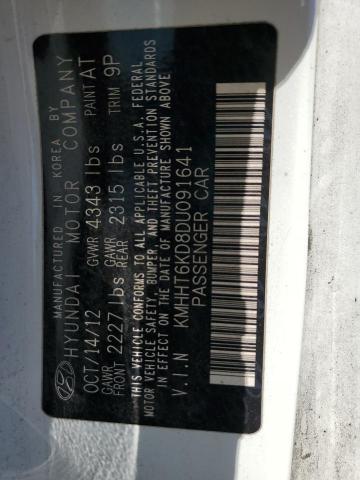 MANUFACTURED IN KOREA BY
HYUNDAI MOTOR COMPANY
OCT/14/12 GVWR 4343 lbs PAINT AT
GAWR FRONT 2227 lbs GAWR REAR 2315 lbs TRIM 9P
THIS VEHICLE CONFORMS TO ALL APPLICABLE U.S.A. FEDERAL
MOTOR VEHICLE SAFETY, BUMPER, AND THEFT PREVENTION STANDARDS
IN EFFECT ON THE DATE OF MANUFACTURE SHOWN ABOVE
V.I.N KMHHT6KD8DU091641
PASSENGER CAR